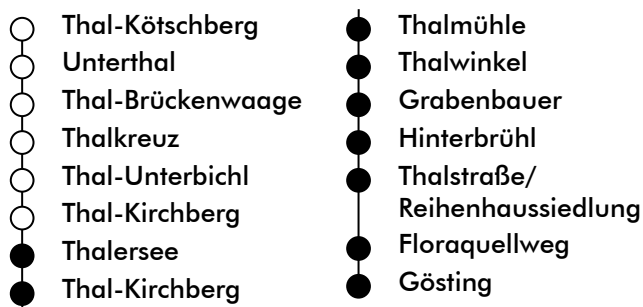 Thal-Kötschberg
Unterthal
Thal-Brückenwaage
Thalkreuz
Thal-Unterbichl
Thal-Kirchberg
Thalersee
Thal-Kirchberg
Thalmühle
Thalwinkel
Grabenbauer
Hinterbrühl
Thalstraße/
Reihenhaussiedlung
Floraquellweg
Gösting